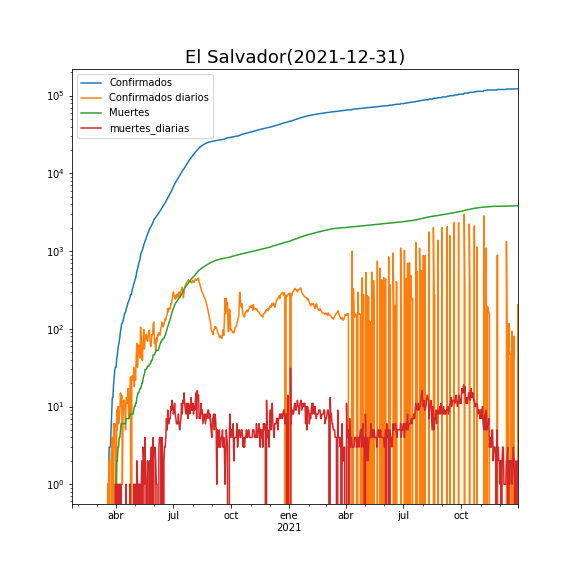 El Salvador(2021-12-31)
Confirmados
Confirmados diarios
Muertes
muertes_diarias
10⁵
10⁴
10³
10²
10¹
10⁰
abr jul oct ene abr jul oct
2021